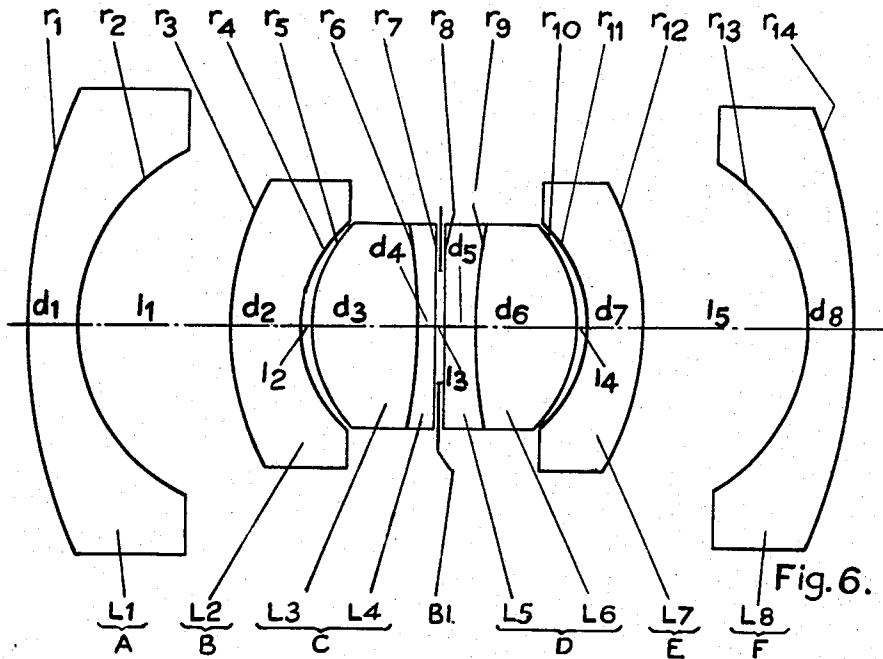 r1 r2 r3 r4 r5 r6 r7 r8 r9 r10 r11 r12 r13 r14
d4 d5
d1 l1 d2 d3 d6 d7 l5 d8
l2 l3 l4
Fig. 6.
L1 L2 L3 L4 Bl. L5 L6 L7 L8
A B C D E F